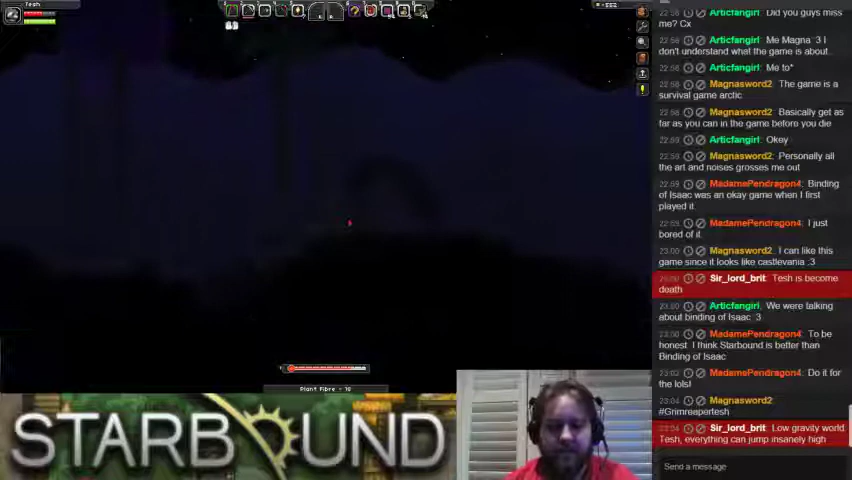 Tesh
552
22:58 Articfangirl: Did you guys miss
me? Cx
22:58 Articfangirl: Me Magna :3 I
don't understand what the game is about.
22:58 Articfangirl: Me to*
22:58 Magnasword2: The game is a
survival game arctic
22:58 Magnasword2: Basically get as
far as you can in the game before you die
22:59 Articfangirl: Okey
22:59 Magnasword2: Personally all
the art and noises grosses me out
22:59 MadamePendragon4: Binding
of Isaac was an okay game when I first
played it.
22:59 MadamePendragon4: I just
bored of it.
23:00 Magnasword2: I can like this
game since it looks like castlevania :3
Sir_lord_brit: Tesh is become
death
23:00 Articfangirl: We were talking
about binding of Isaac :3
23:00 MadamePendragon4: To be
honest. I think Starbound is better than
Binding of Isaac
23:02 MadamePendragon4: Do it for
the lols!
23:04 Magnasword2:
#Grimreapertesh
Sir_lord_brit: Low gravity world
Tesh, everything can jump insanely high
Plant Fibre - 10
STARBOUND
Send a message